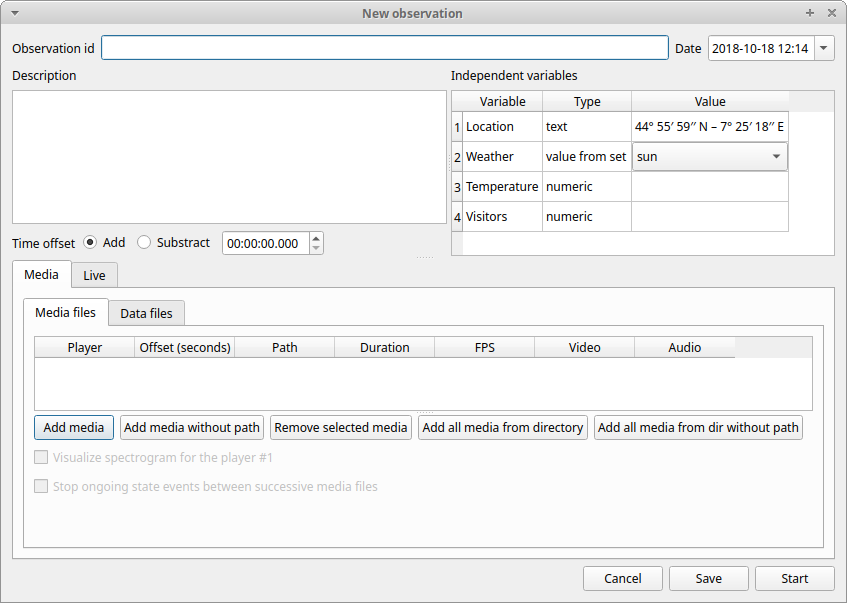 New observation
Observation id
Date 2018-10-18 12:14
Description
Independent variables
Variable Type Value
1 Location text 44° 55′ 59′′ N – 7° 25′ 18′′ E
2 Weather value from set sun
3 Temperature numeric
4 Visitors numeric
Time offset Add Substract 00:00:00.000
Media Live
Media files Data files
Player Offset (seconds) Path Duration FPS Video Audio
Add media Add media without path Remove selected media Add all media from directory Add all media from dir without path
Visualize spectrogram for the player #1
Stop ongoing state events between successive media files
Cancel Save Start